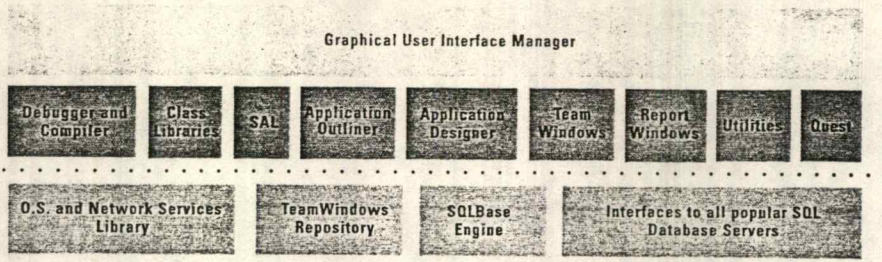 Graphical User Interface Manager
Debugger and
Compiler
Class
Libraries
SAL
Application
Outliner
Application
Designer
Team
Windows
Report
Windows
Utilities
Quest
O.S. and Network Services
Library
TeamWindows
Repository
SQLBase
Engine
Interfaces to all popular SQL
Database Servers